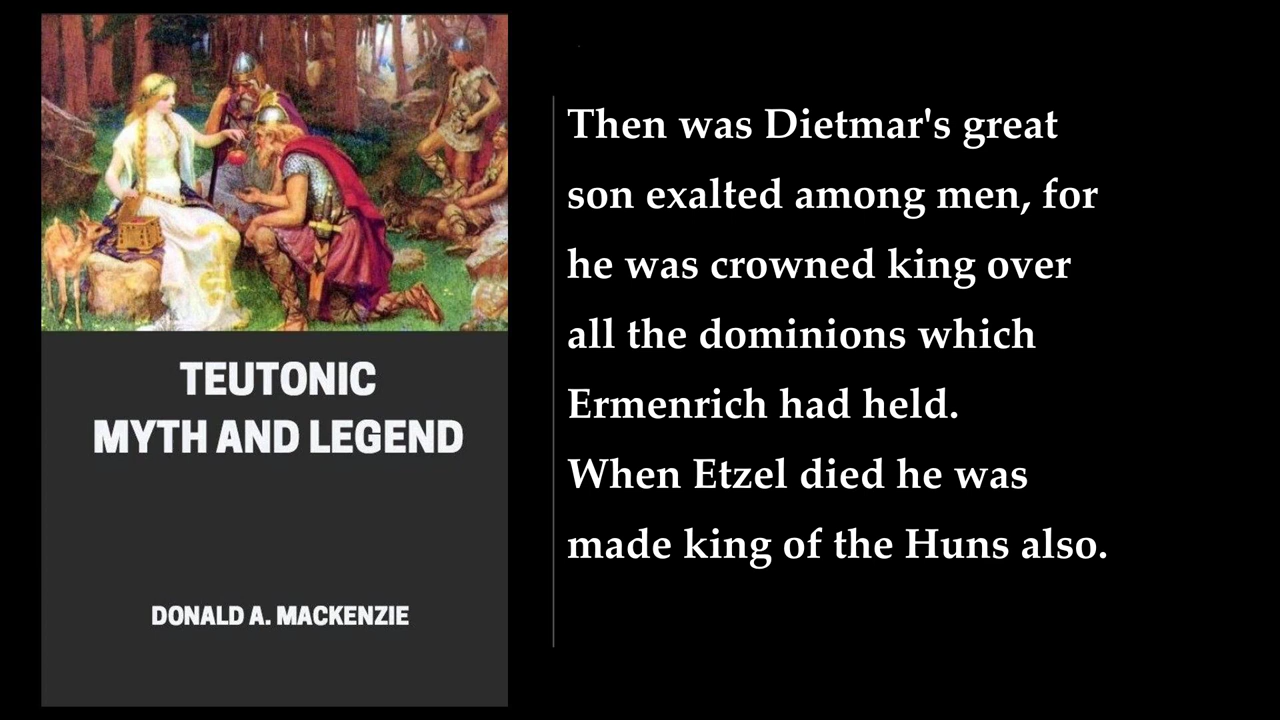 TEUTONIC
MYTH AND LEGEND
DONALD A. MACKENZIE
Then was Dietmar's great
son exalted among men, for
he was crowned king over
all the dominions which
Ermenrich had held.
When Etzel died he was
made king of the Huns also.